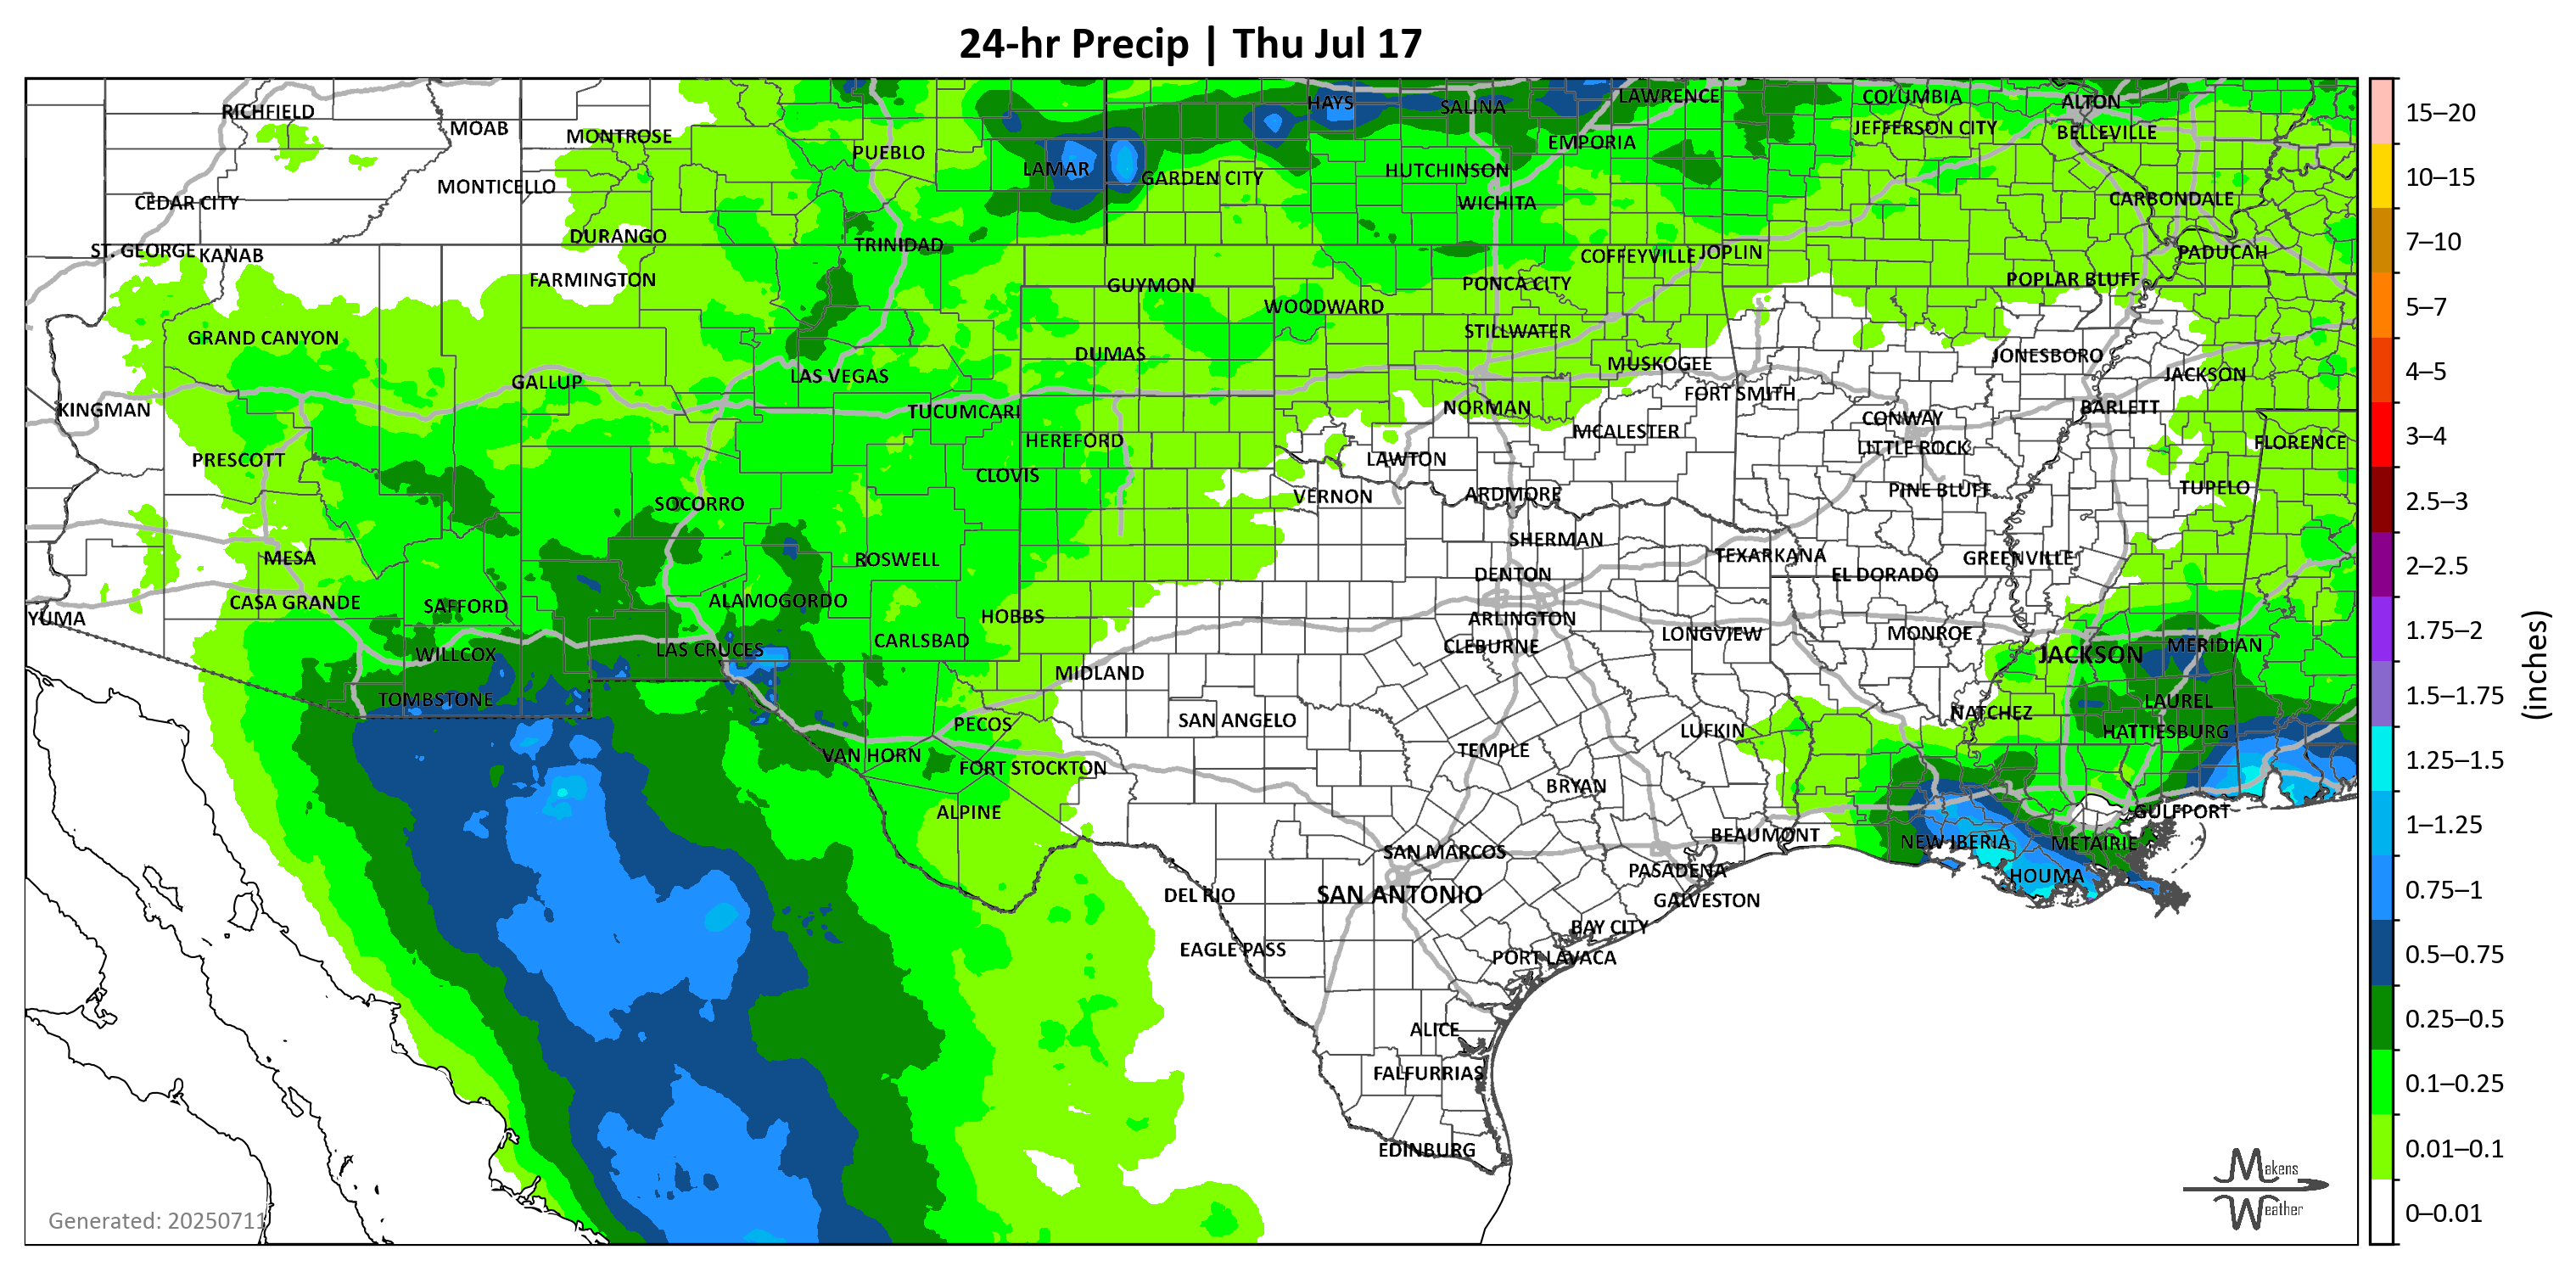 24-hr Precip | Thu Jul 17
RICHFIELD
MOAB
MONTROSE
PUEBLO
LAMAR
HAYS
SALINA
LAWRENCE
COLUMBIA
ALTON
JEFFERSON CITY
BELLEVILLE
EMPORIA
HUTCHINSON
GARDEN CITY
MONTICELLO
CEDAR CITY
WICHITA
CARBONDALE
DURANGO
TRINIDAD
ST. GEORGE
KANAB
COFFEYVILLE
JOPLIN
PADUCAH
FARMINGTON
GUYMON
PONCA CITY
POPLAR BLUFF
WOODWARD
GRAND CANYON
STILLWATER
DUMAS
JONESBORO
MUSKOGEE
LAS VEGAS
JACKSON
GALLUP
FORT SMITH
KINGMAN
TUCUMCARI
NORMAN
BARLETT
CONWAY
MCALESTER
HEREFORD
FLORENCE
LITTLE ROCK
PRESCOTT
LAWTON
CLOVIS
TUPELO
PINE BLUFF
VERNON
ARDMORE
SOCORRO
SHERMAN
TEXARKANA
MESA
ROSWELL
GREENVILLE
DENTON
EL DORADO
CASA GRANDE
SAFFORD
ALAMOGORDO
YUMA
HOBBS
ARLINGTON
LONGVIEW
MONROE
CARLSBAD
CLEBURNE
MERIDIAN
WILLCOX
LAS CRUCES
JACKSON
MIDLAND
TOMBSTONE
LAUREL
NATCHEZ
PECOS
SAN ANGELO
LUFKIN
HATTIESBURG
TEMPLE
VAN HORN
FORT STOCKTON
BRYAN
ALPINE
GULFPORT
BEAUMONT
NEW IBERIA
METAIRIE
SAN MARCOS
PASADENA
HOUMA
DEL RIO
SAN ANTONIO
GALVESTON
BAY CITY
EAGLE PASS
PORT LAVACA
ALICE
FALFURRIAS
EDINBURG
Generated: 20250711
Makens
Weather
15–20
10–15
7–10
5–7
4–5
3–4
2.5–3
2–2.5
1.75–2
1.5–1.75
1.25–1.5
1–1.25
0.75–1
0.5–0.75
0.25–0.5
0.1–0.25
0.01–0.1
0–0.01
(inches)